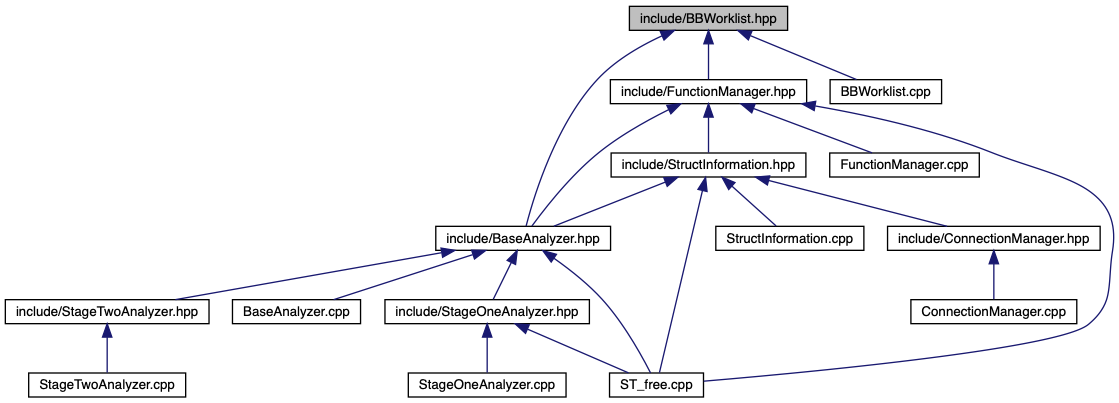 include/BBWorklist.hpp
include/FunctionManager.hpp
BBWorklist.cpp
include/StructInformation.hpp
FunctionManager.cpp
include/BaseAnalyzer.hpp
StructInformation.cpp
include/ConnectionManager.hpp
include/StageTwoAnalyzer.hpp
BaseAnalyzer.cpp
include/StageOneAnalyzer.hpp
ConnectionManager.cpp
StageTwoAnalyzer.cpp
StageOneAnalyzer.cpp
ST_free.cpp